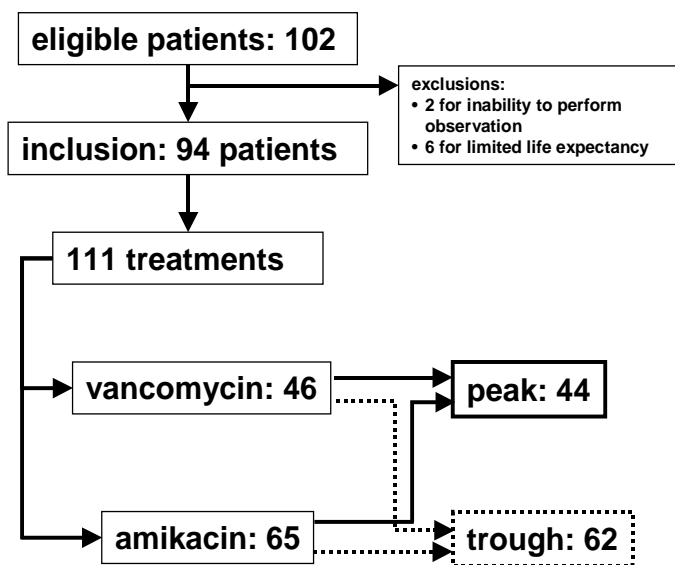 eligible patients: 102
exclusions:
• 2 for inability to perform
observation
• 6 for limited life expectancy
inclusion: 94 patients
111 treatments
vancomycin: 46
peak: 44
amikacin: 65
trough: 62